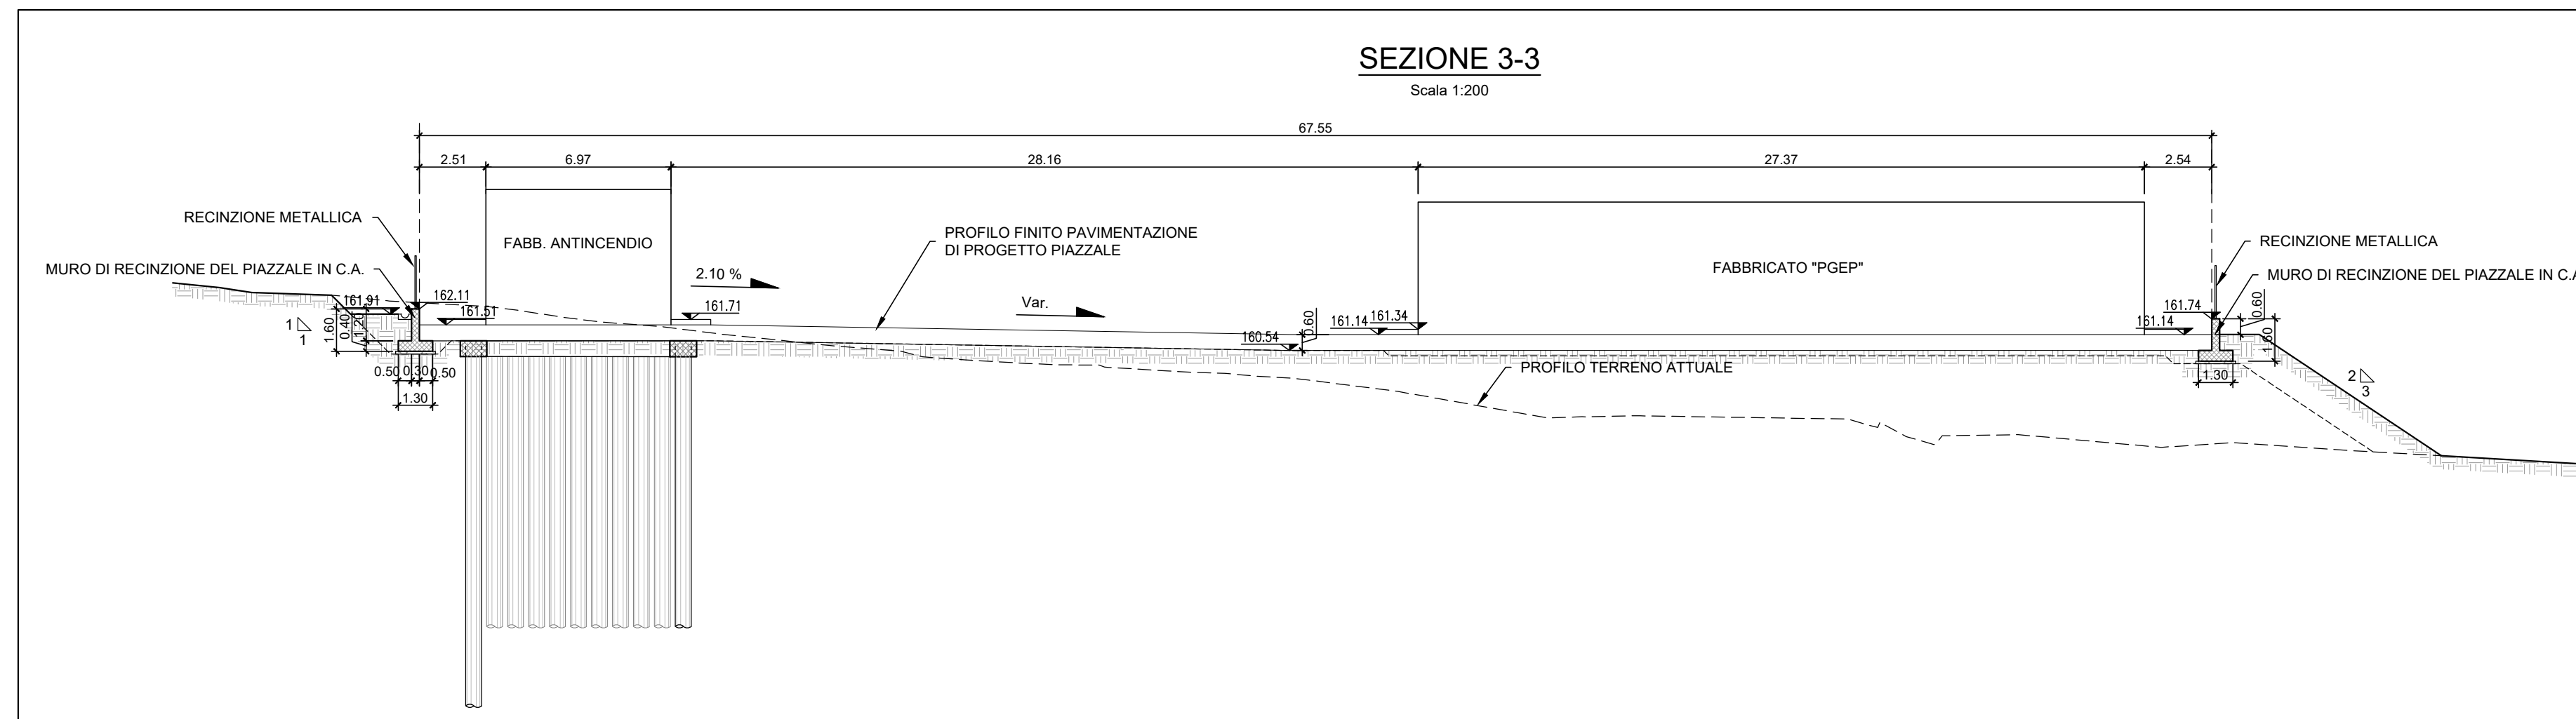 SEZIONE 3-3
Scala 1:200
67.55
2.51
6.97
28.16
27.37
2.54
RECINZIONE METALLICA
FABB. ANTINCENDIO
PROFILO FINITO PAVIMENTAZIONE
DI PROGETTO PIAZZALE
FABBRICATO "PGEP"
RECINZIONE METALLICA
MURO DI RECINZIONE DEL PIAZZALE IN C.A.
2.10 %
MURO DI RECINZIONE DEL PIAZZALE IN C.A
161.91
162.11
161.51
161.71
Var.
161.14
161.34
161.74
161.14
0.60
0.60
1
1
1.60
0.40
1.20
160.54
1.60
PROFILO TERRENO ATTUALE
0.50
0.30
0.50
1.30
1.30
2
3